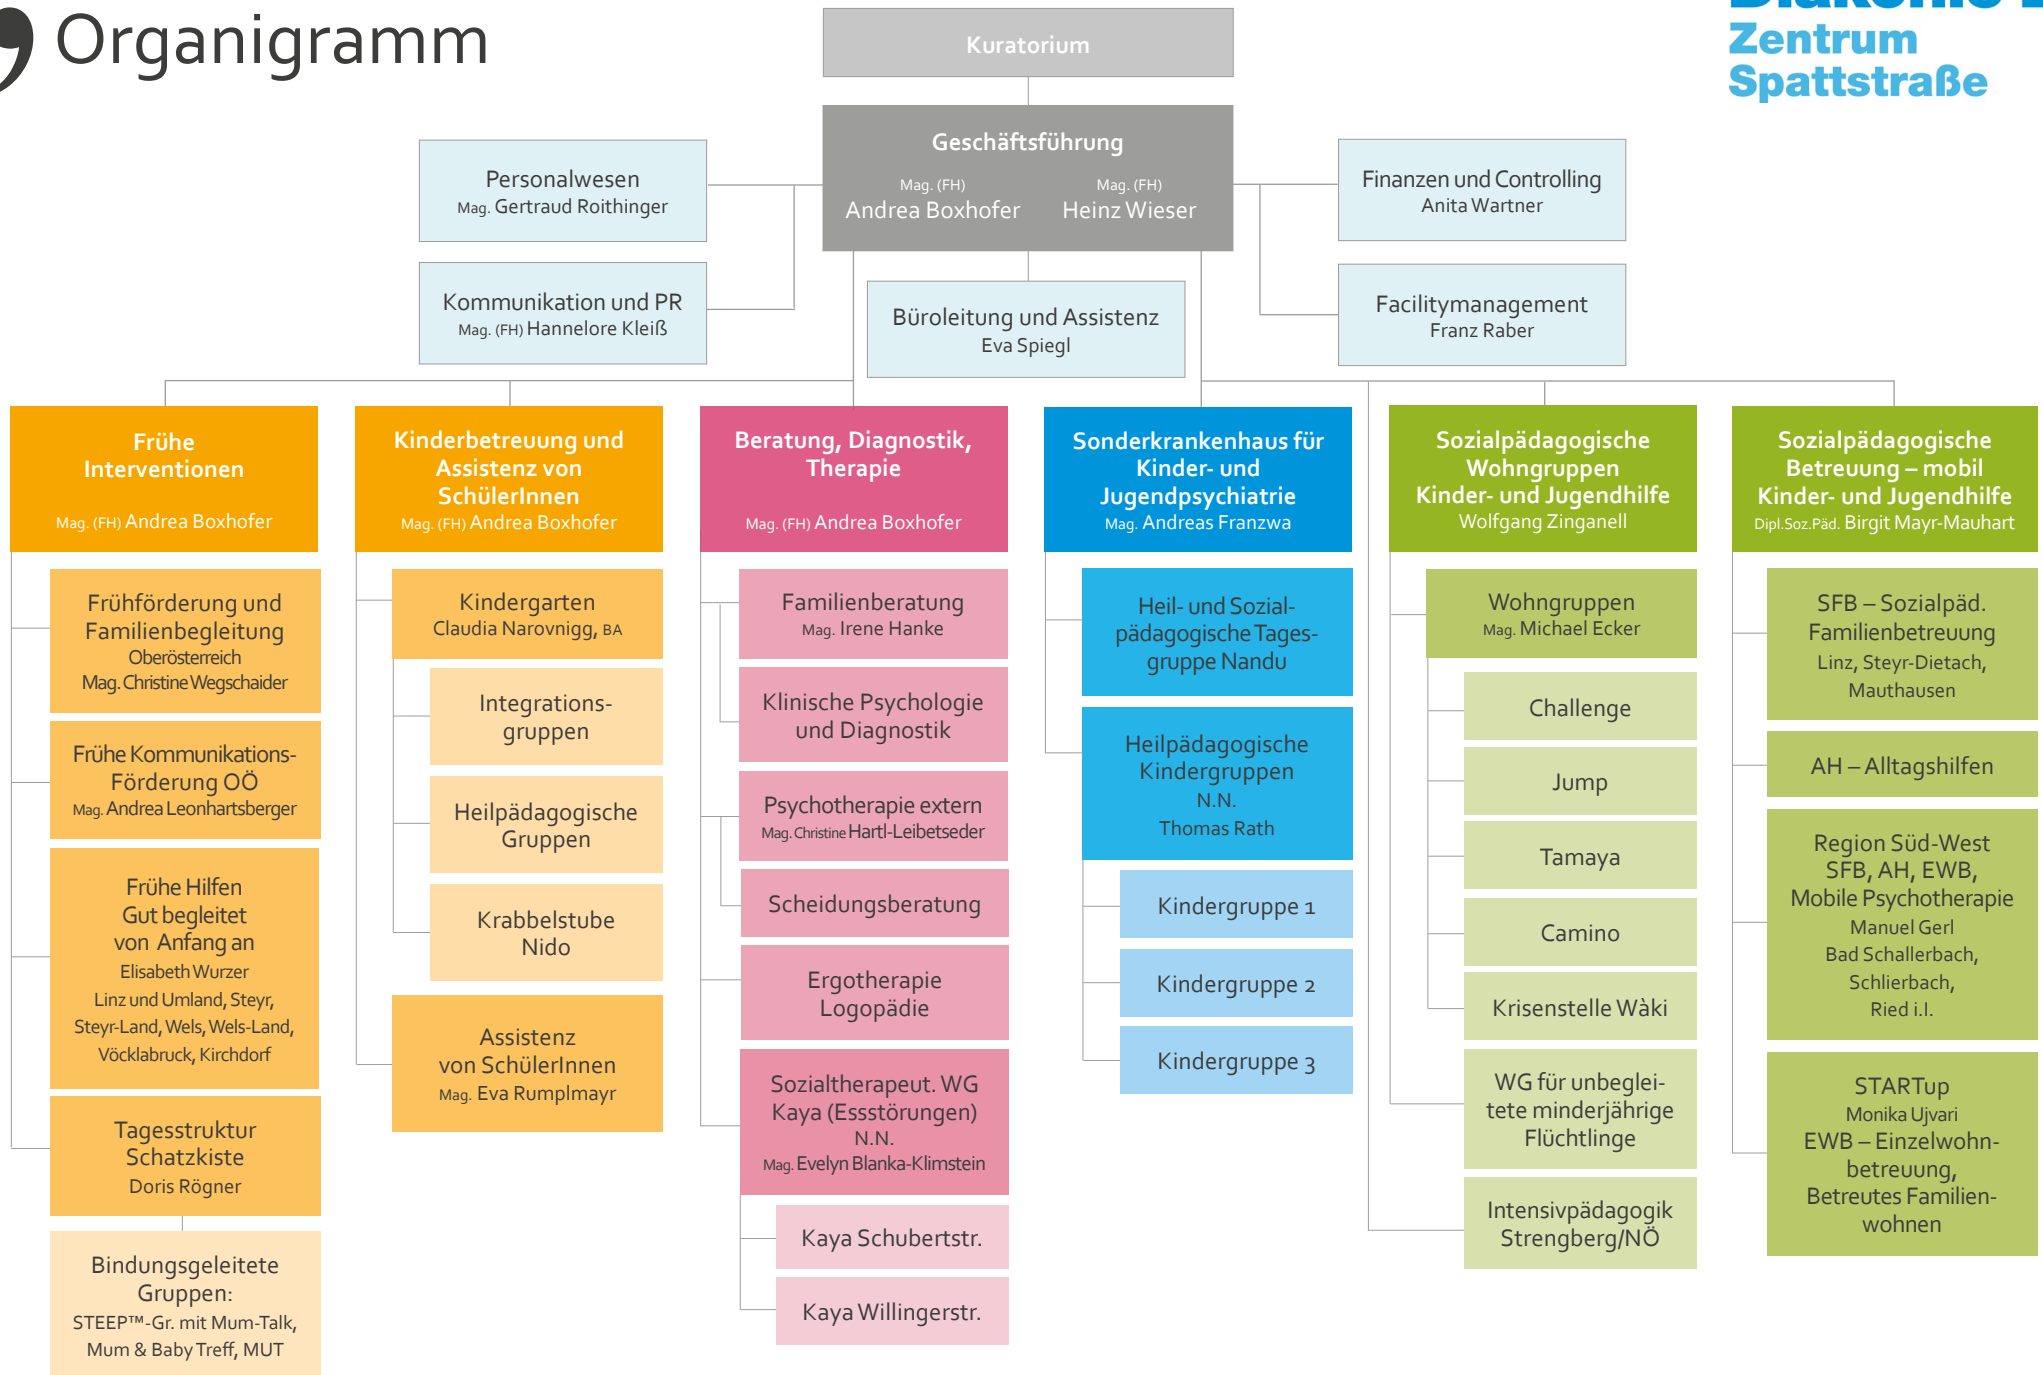 Organigramm
Zentrum
Spattstraße
Kuratorium
Geschäftsführung
Mag. (FH)
Andrea Boxhofer
Mag. (FH)
Heinz Wieser
Personalwesen
Mag. Gertraud Roithinger
Kommunikation und PR
Mag. (FH) Hannelore Kleiß
Büroleitung und Assistenz
Eva Spiegl
Finanzen und Controlling
Anita Wartner
Facilitymanagement
Franz Raber
Frühe
Interventionen
Mag. (FH) Andrea Boxhofer
Frühförderung und
Familienbegleitung
Oberösterreich
Mag. Christine Wegschaider
Frühe Kommunikations-
Förderung OÖ
Mag. Andrea Leonhartsberger
Frühe Hilfen
Gut begleitet
von Anfang an
Elisabeth Wurzer
Linz und Umland, Steyr,
Steyr-Land, Wels, Wels-Land,
Vöcklabruck, Kirchdorf
Tagesstruktur
Schatzkiste
Doris Rögner
Bindungsgeleitete
Gruppen:
STEEP™-Gr. mit Mum-Talk,
Mum & Baby Treff, MUT
Kinderbetreuung und
Assistenz von
SchülerInnen
Mag. (FH) Andrea Boxhofer
Kindergarten
Claudia Narovnigg, BA
Integrations-
gruppen
Heilpädagogische
Gruppen
Krabbelstube
Nido
Assistenz
von SchülerInnen
Mag. Eva Rumplmayr
Beratung, Diagnostik,
Therapie
Mag. (FH) Andrea Boxhofer
Familienberatung
Mag. Irene Hanke
Klinische Psychologie
und Diagnostik
Psychotherapie extern
Mag. Christine Hartl-Leibetseder
Scheidungsberatung
Ergotherapie
Logopädie
Sozialtherapeut. WG
Kaya (Essstörungen)
N.N.
Mag. Evelyn Blanka-Klimstein
Kaya Schubertstr.
Kaya Willingerstr.
Sonderkrankenhaus für
Kinder- und
Jugendpsychiatrie
Mag. Andreas Franzwa
Heil- und Sozial-
pädagogische Tages-
gruppe Nandu
Heilpädagogische
Kindergruppen
N.N.
Thomas Rath
Kindergruppe 1
Kindergruppe 2
Kindergruppe 3
Sozialpädagogische
Wohngruppen
Kinder- und Jugendhilfe
Wolfgang Zinganell
Wohngruppen
Mag. Michael Ecker
Challenge
Jump
Tamaya
Camino
Krisenstelle Wàki
WG für unbeglei-
tete minderjährige
Flüchtlinge
Intensivpädagogik
Strengberg/NÖ
Sozialpädagogische
Betreuung – mobil
Kinder- und Jugendhilfe
Dipl.Soz.Päd. Birgit Mayr-Mauhart
SFB – Sozialpäd.
Familienbetreuung
Linz, Steyr-Dietach,
Mauthausen
AH – Alltagshilfen
Region Süd-West
SFB, AH, EWB,
Mobile Psychotherapie
Manuel Gerl
Bad Schallerbach,
Schlierbach,
Ried i.I.
STARTup
Monika Ujvari
EWB – Einzelwohn-
betreuung,
Betreutes Familien-
wohnen